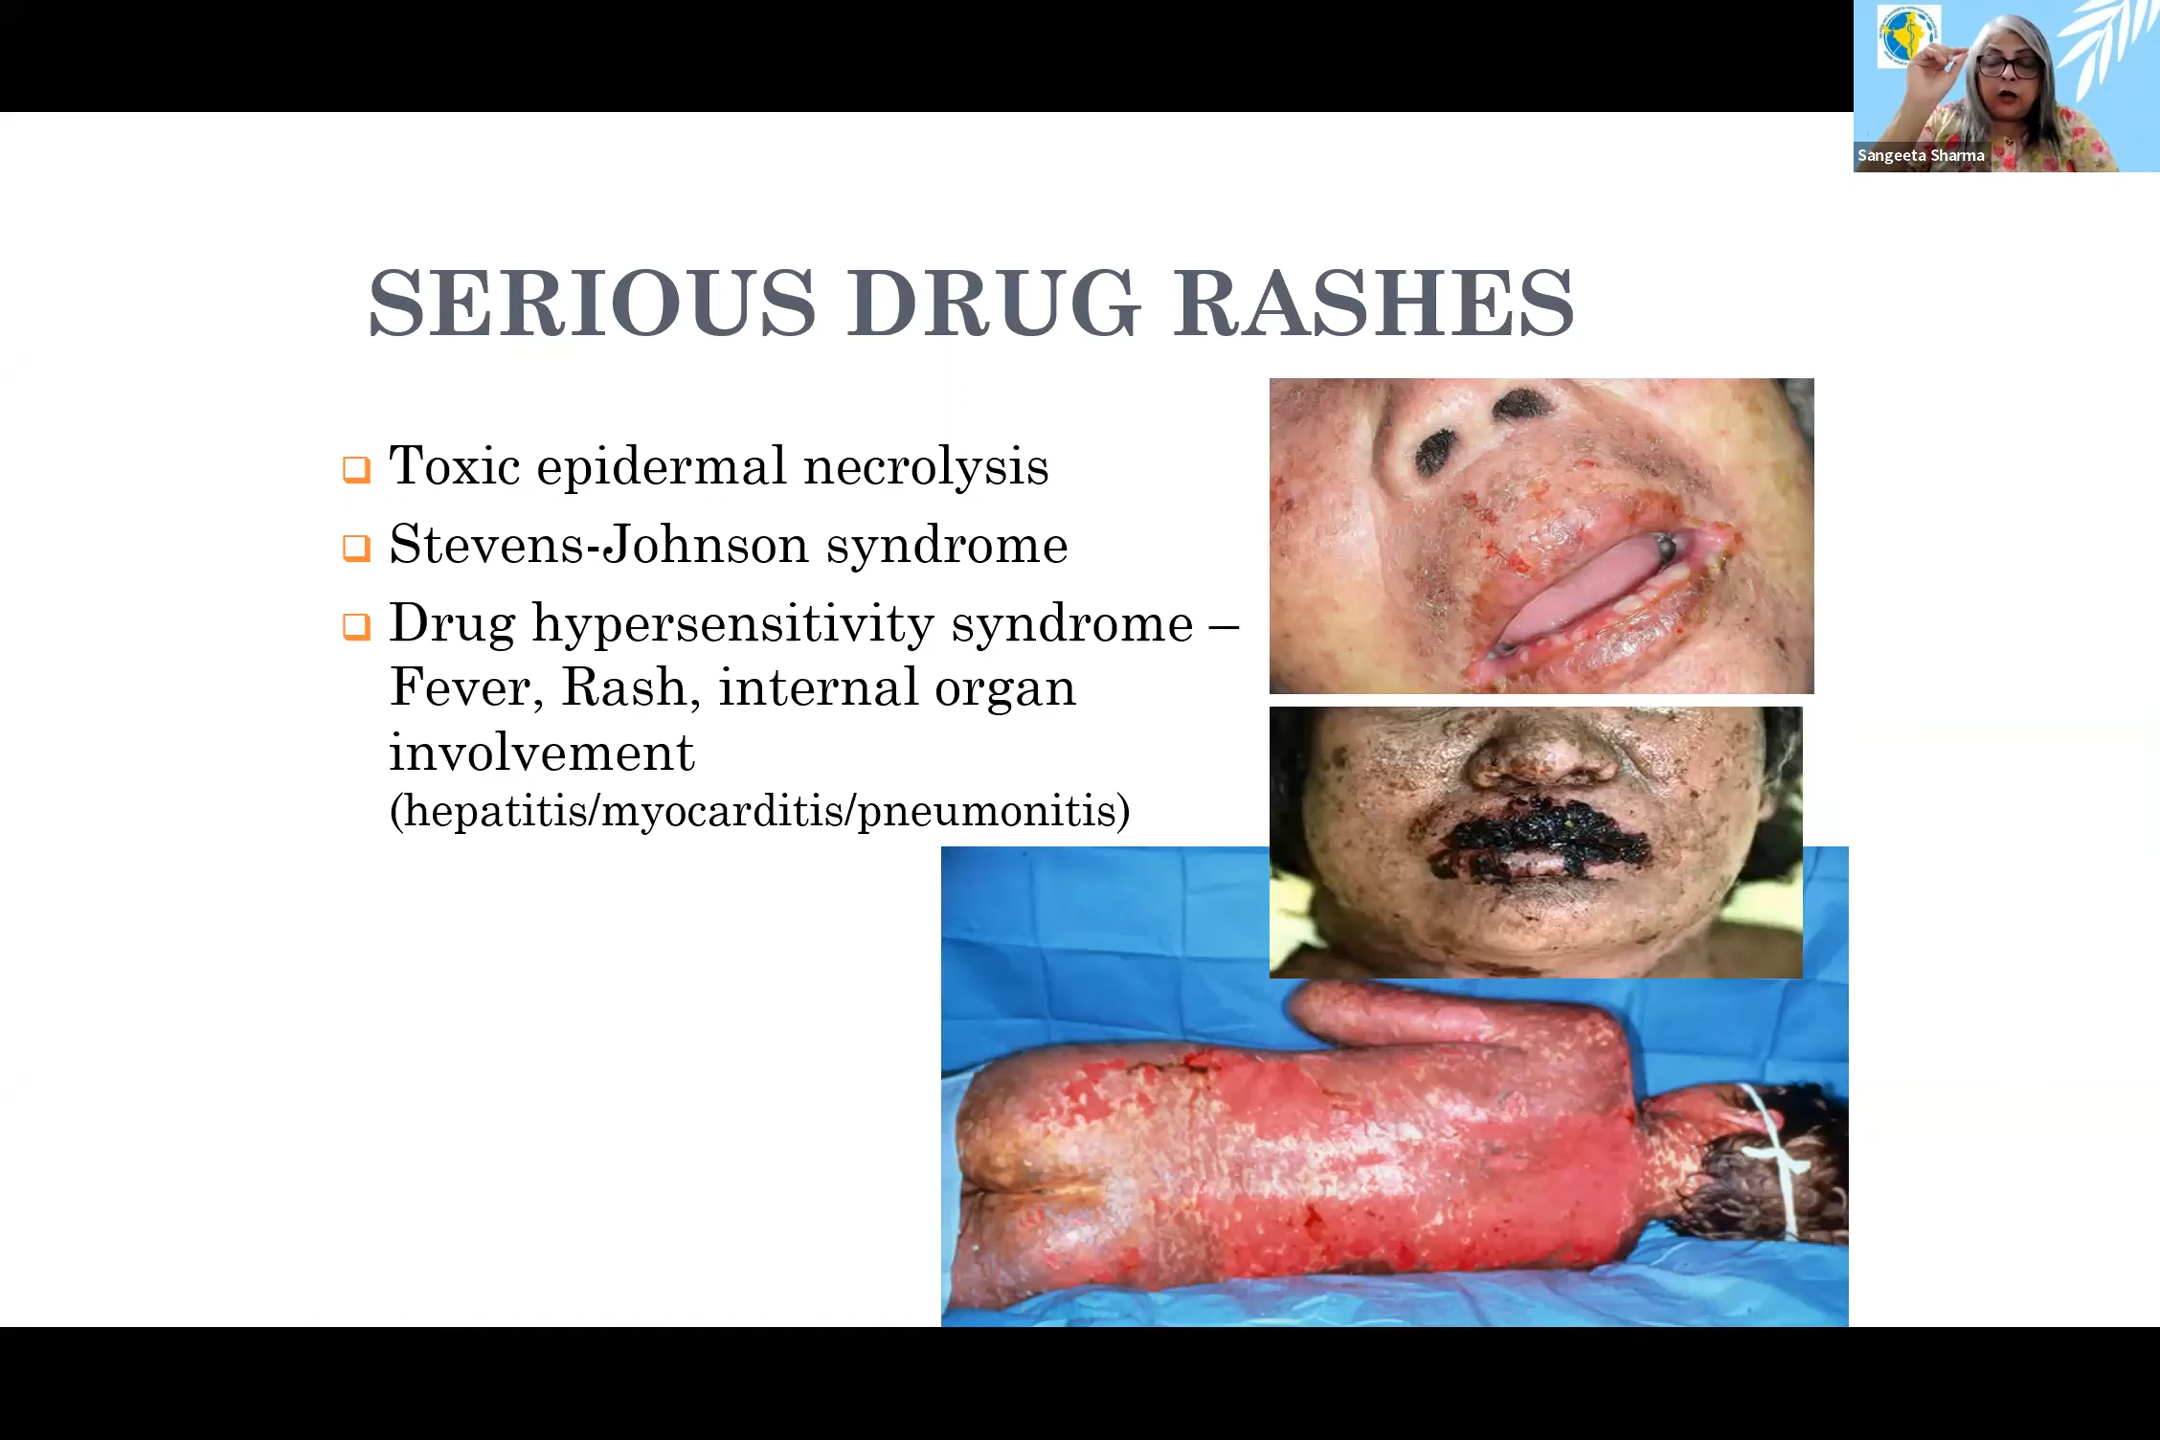 Sangeeta Sharma
SERIOUS DRUG RASHES
Toxic epidermal necrolysis
Stevens-Johnson syndrome
Drug hypersensitivity syndrome –
Fever, Rash, internal organ
involvement
(hepatitis/myocarditis/pneumonitis)